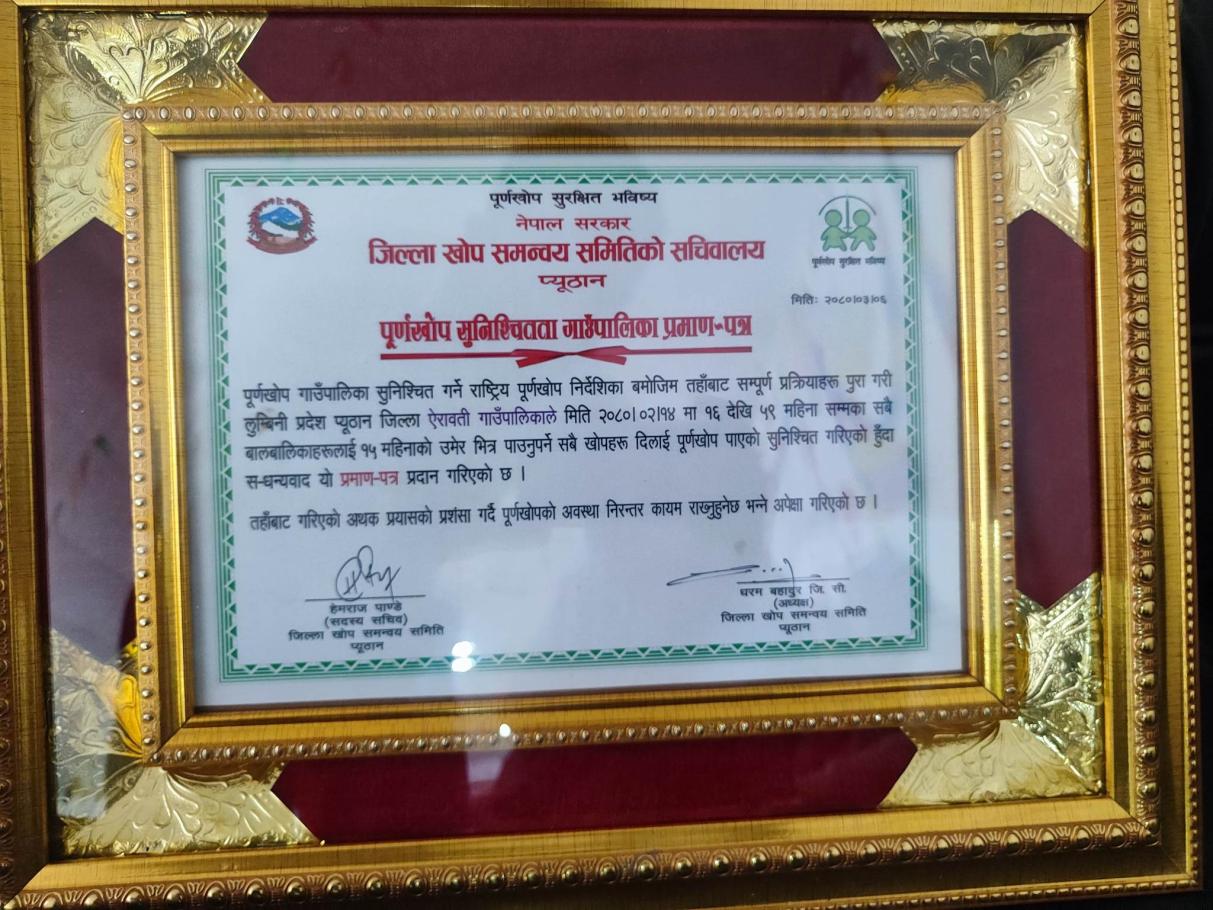 पूर्णखोप सुरक्षित भविष्य
नेपाल सरकार
जिल्ला खोप समन्वय समितिको सचिवालय
प्यूठान
पूर्णखोप सुरक्षित भविष्य
मितिः २०८०।०३।०६
पूर्णखोप सुनिश्चितता गाउँपालिका प्रमाण-पत्र
पूर्णखोप गाउँपालिका सुनिश्चित गर्ने राष्ट्रिय पूर्णखोप निर्देशिका बमोजिम तहाँबाट सम्पूर्ण प्रक्रियाहरू पुरा गरी
लुम्बिनी प्रदेश प्यूठान जिल्ला ऐरावती गाउँपालिकाले मिति २०८०।०२।१४ मा १६ देखि ५९ महिना सम्मका सबै
बालबालिकाहरूलाई १५ महिनाको उमेर भित्र पाउनुपर्ने सबै खोपहरू दिलाई पूर्णखोप पाएको सुनिश्चित गरिएको हुँदा
स-धन्यवाद यो प्रमाण-पत्र प्रदान गरिएको छ ।
तहाँबाट गरिएको अथक प्रयासको प्रशंसा गर्दै पूर्णखोपको अवस्था निरन्तर कायम राख्नुहुनेछ भन्ने अपेक्षा गरिएको छ ।
हेमराज पाण्डे
(सदस्य सचिव)
जिल्ला खोप समन्वय समिति
प्यूठान
धरम बहादुर जि. सी.
(अध्यक्ष)
जिल्ला खोप समन्वय समिति
प्यूठान